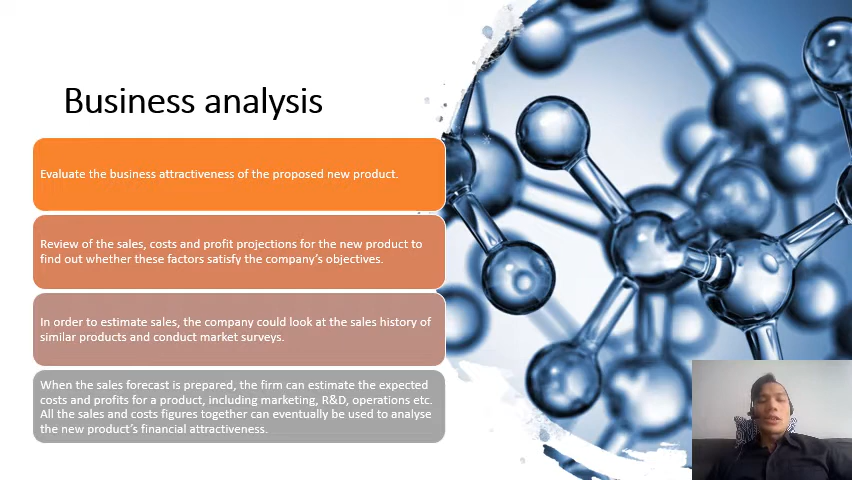 Business analysis
Evaluate the business attractiveness of the proposed new product.
Review of the sales, costs and profit projections for the new product to
find out whether these factors satisfy the company's objectives.
In order to estimate sales, the company could look at the sales history of
similar products and conduct market surveys.
When the sales forecast is prepared, the firm can estimate the expected
costs and profits for a product, including marketing, R&D, operations etc.
All the sales and costs figures together can eventually be used to analyse
the new product's financial attractiveness.